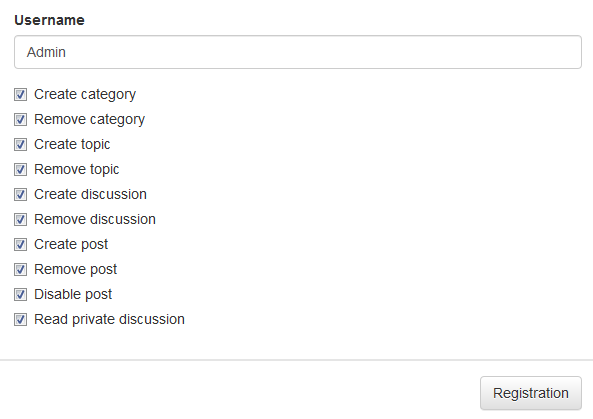 Username
Admin
Create category
Remove category
Create topic
Remove topic
Create discussion
Remove discussion
Create post
Remove post
Disable post
Read private discussion
Registration